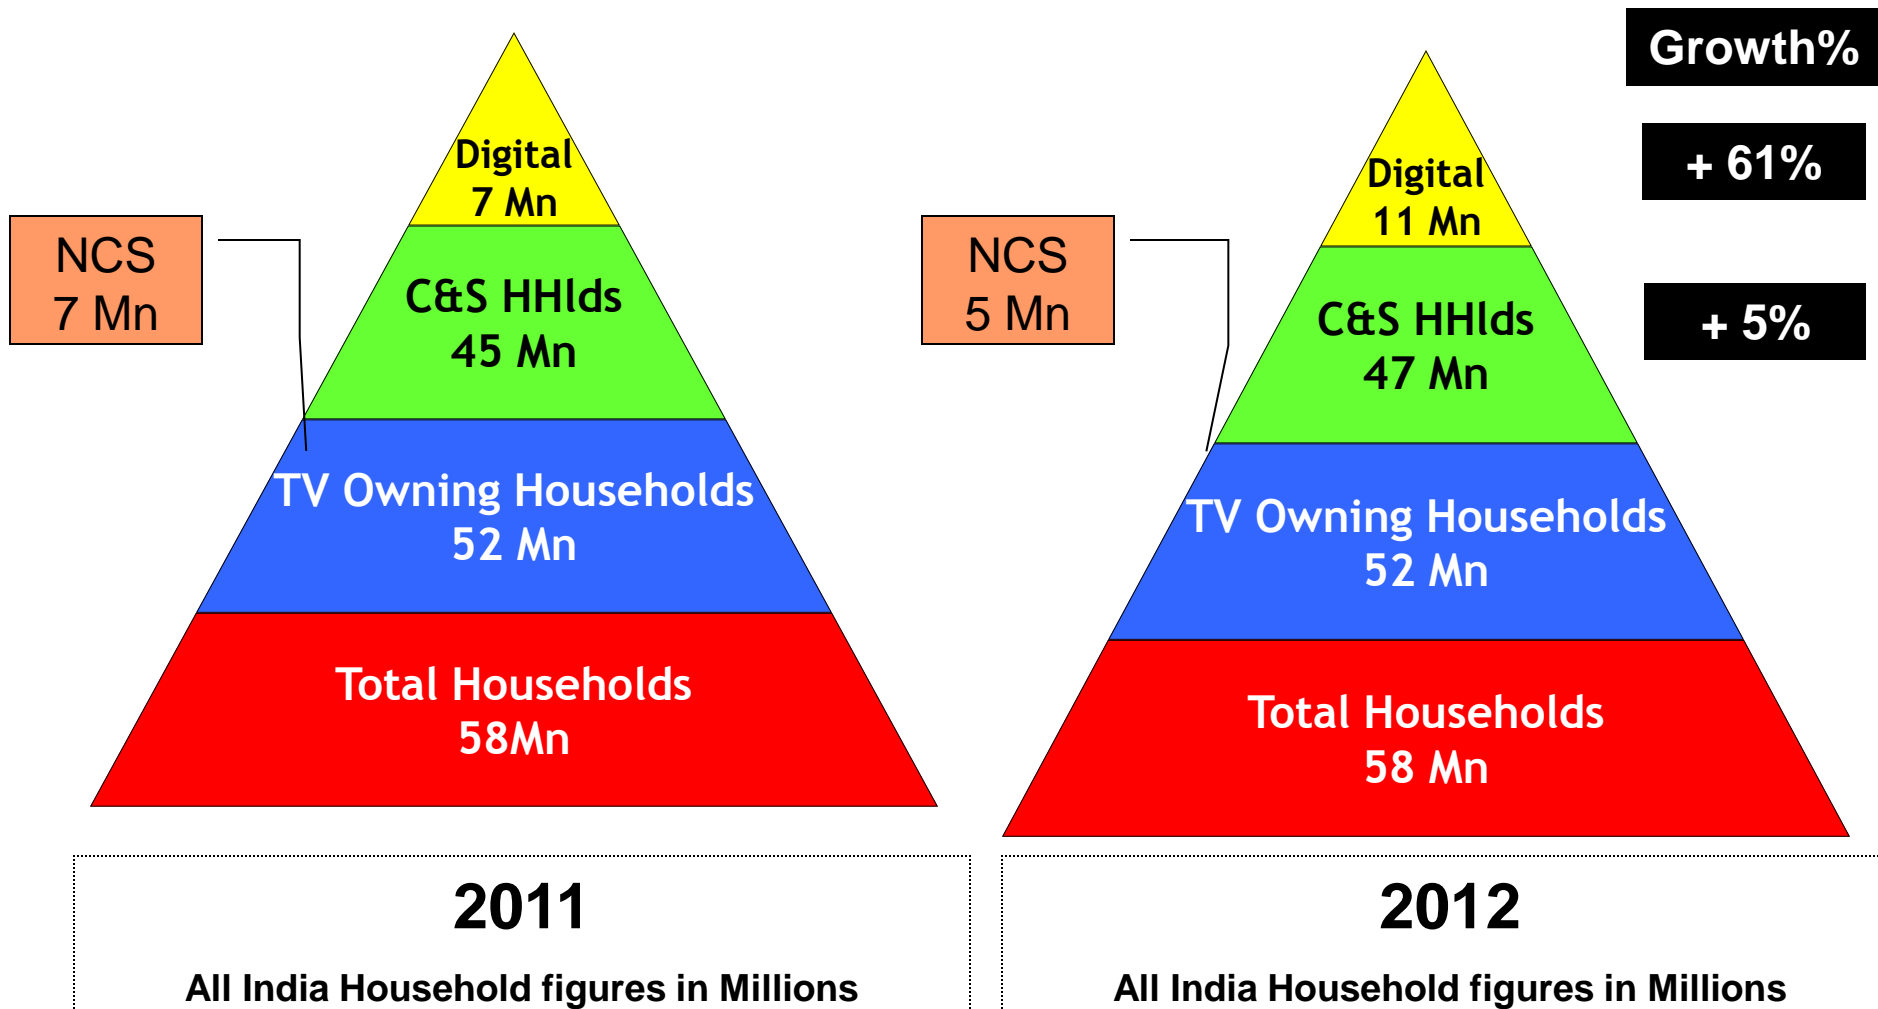 Growth%
Digital
7 Mn
NCS
7 Mn
C&S HHlds
45 Mn
TV Owning Households
52 Mn
Total Households
58Mn
2011
All India Household figures in Millions
Digital
11 Mn
+ 61%
NCS
5 Mn
C&S HHlds
47 Mn
+ 5%
TV Owning Households
52 Mn
Total Households
58 Mn
2012
All India Household figures in Millions